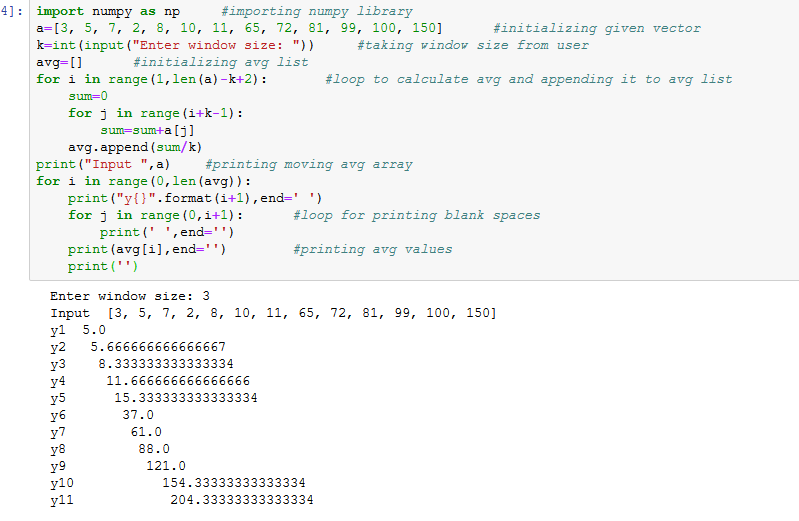 4]: import numpy as np     #importing numpy library
a=[3, 5, 7, 2, 8, 10, 11, 65, 72, 81, 99, 100, 150]      #initializing given vector
k=int(input("Enter window size: "))     #taking window size from user
avg=[]      #initializing avg list
for i in range(1,len(a)-k+2):       #loop to calculate avg and appending it to avg list
    sum=0
    for j in range(i+k-1):
        sum=sum+a[j]
    avg.append(sum/k)
print("Input ",a)    #printing moving avg array
for i in range(0,len(avg)):
    print("y{}".format(i+1),end=' ')
    for j in range(0,i+1):      #loop for printing blank spaces
        print(' ',end='')
    print(avg[i],end='')        #printing avg values
    print('')
Enter window size: 3
Input  [3, 5, 7, 2, 8, 10, 11, 65, 72, 81, 99, 100, 150]
y1  5.0
y2   5.666666666666667
y3    8.333333333333334
y4     11.666666666666666
y5      15.333333333333334
y6       37.0
y7        61.0
y8         88.0
y9          121.0
y10           154.33333333333334
y11            204.33333333333334